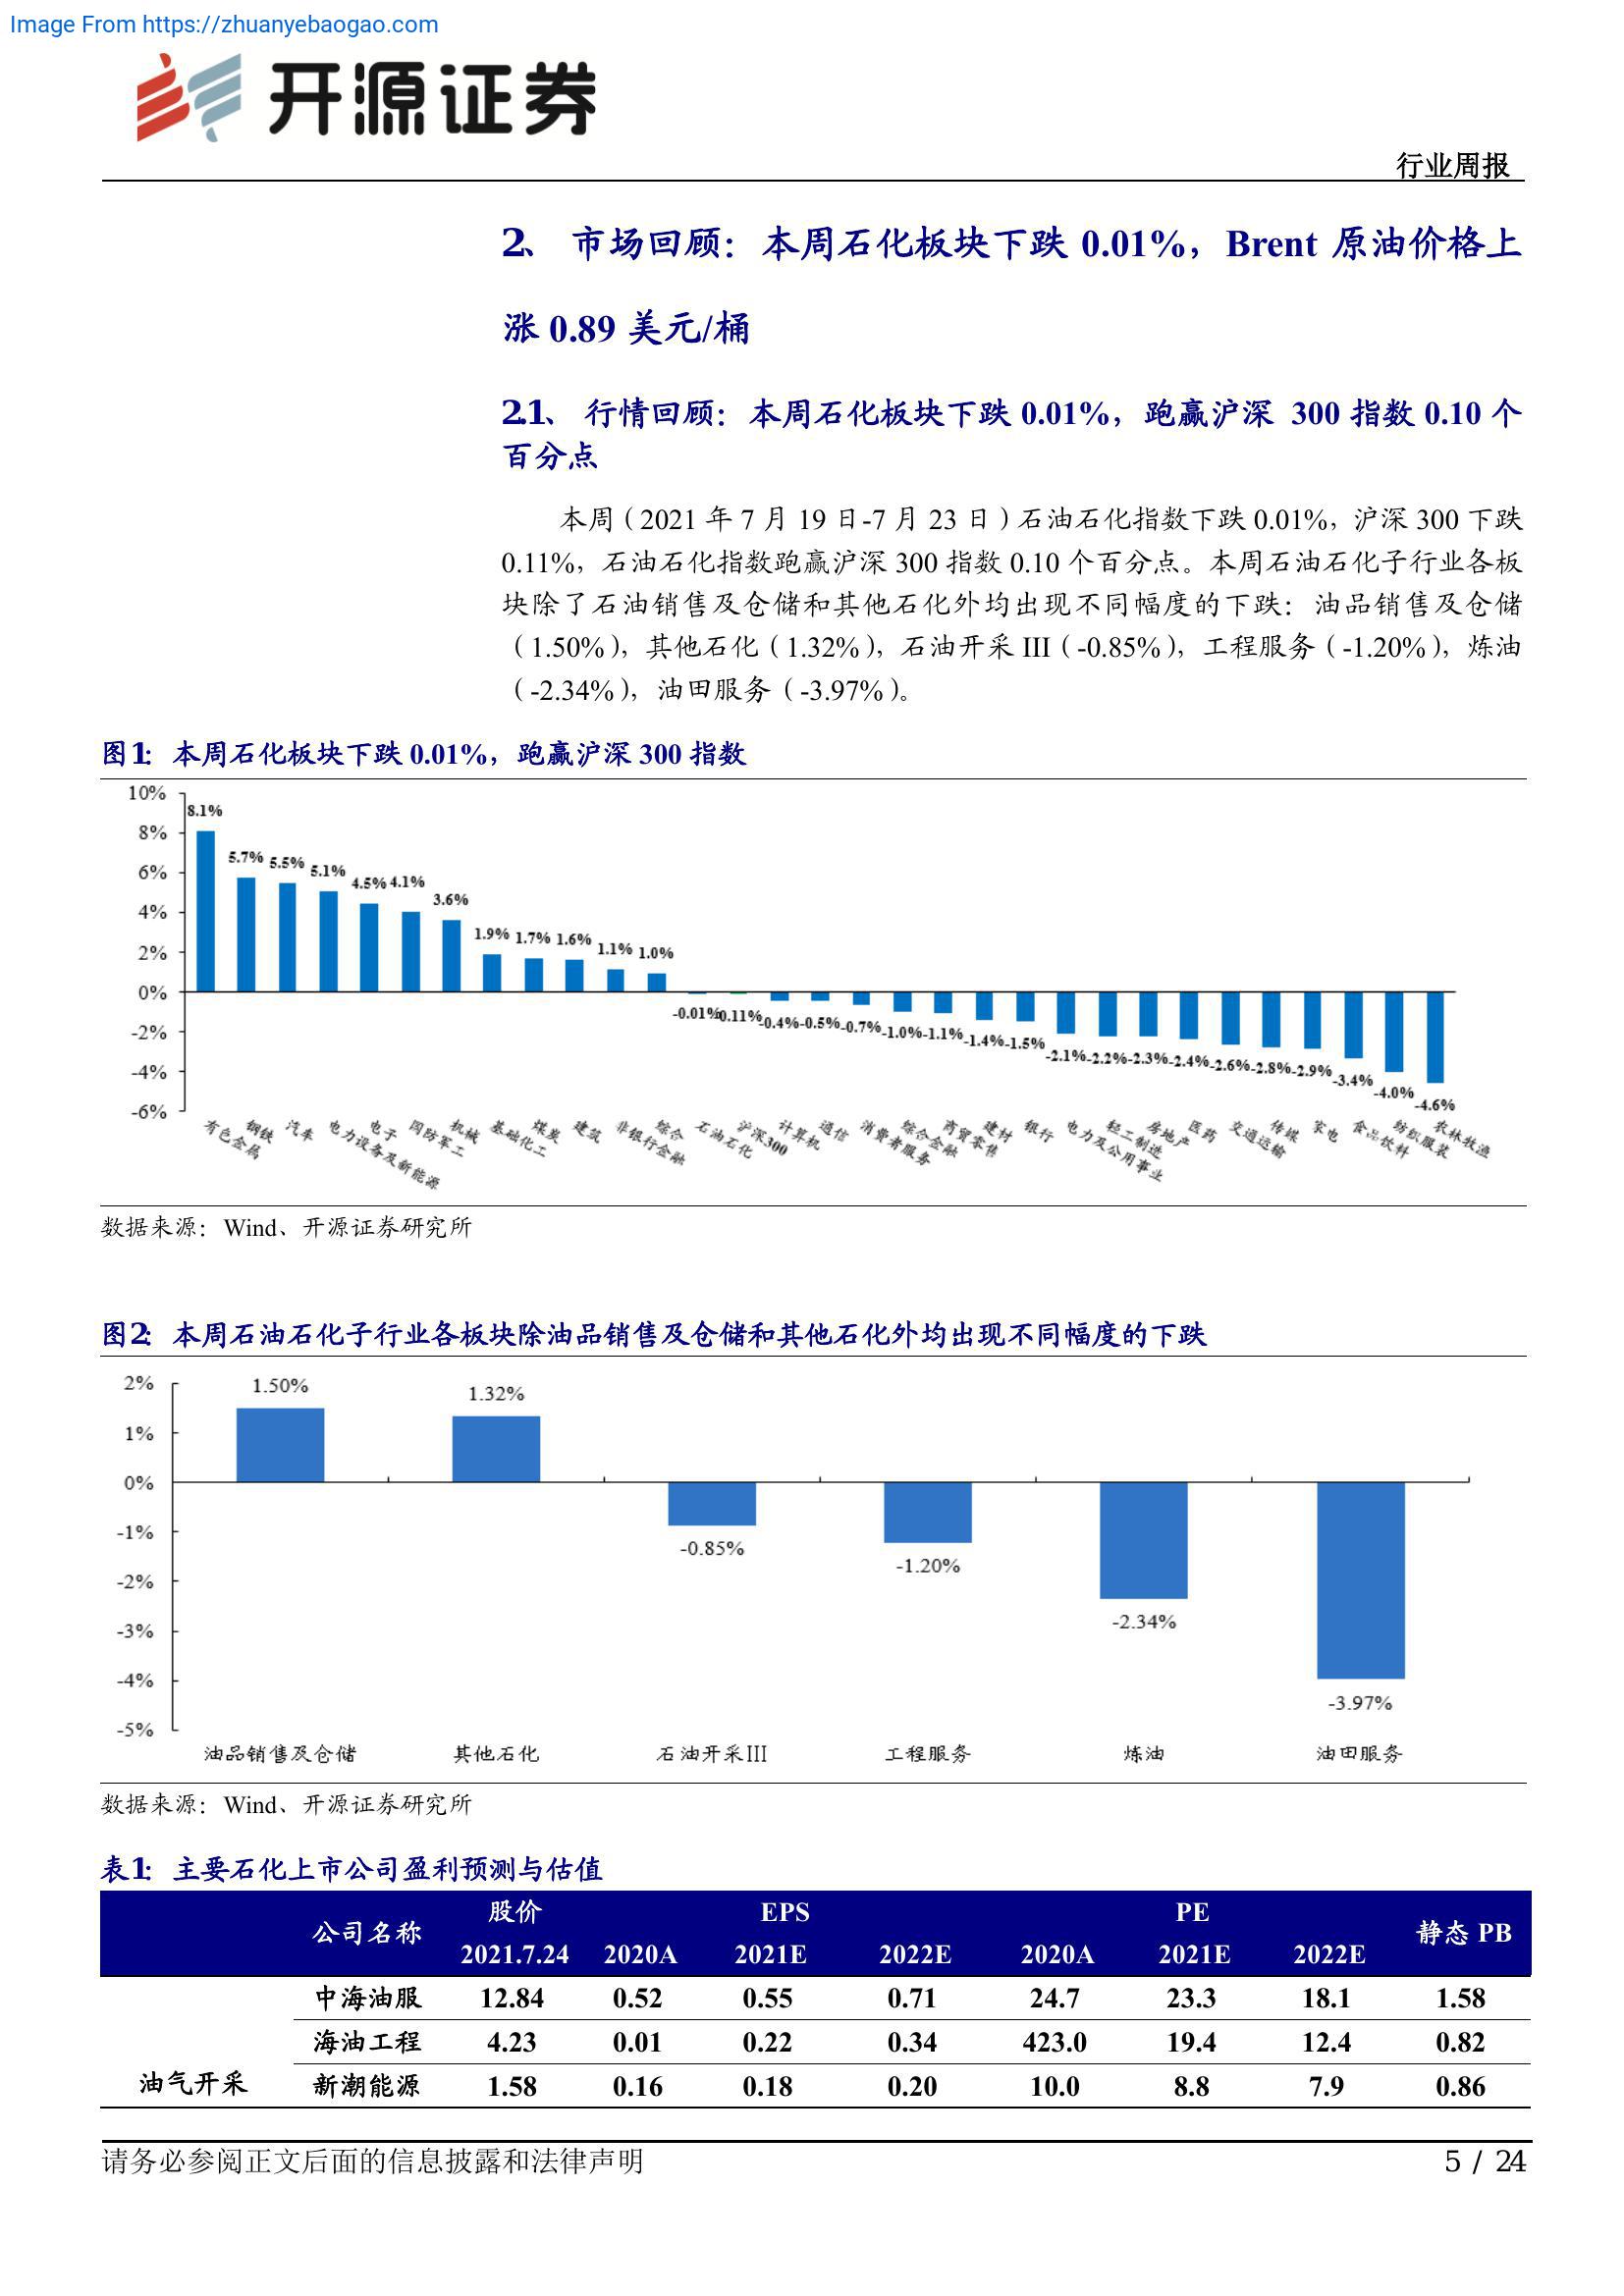 Image From https://zhuanyebaogao.com
开源证券
行业周报
2、 市场回顾：本周石化板块下跌 0.01%，Brent 原油价格上
涨 0.89 美元/桶
2.1、 行情回顾：本周石化板块下跌 0.01%，跑赢沪深 300 指数 0.10 个
百分点
本周（2021 年 7 月 19 日-7 月 23 日）石油石化指数下跌 0.01%，沪深 300 下跌
0.11%，石油石化指数跑赢沪深 300 指数 0.10 个百分点。本周石油石化子行业各板
块除了石油销售及仓储和其他石化外均出现不同幅度的下跌：油品销售及仓储
（1.50%），其他石化（1.32%），石油开采 III（-0.85%），工程服务（-1.20%），炼油
（-2.34%），油田服务（-3.97%）。
图1： 本周石化板块下跌 0.01%，跑赢沪深 300 指数
10%
8%
6%
4%
2%
0%
-2%
-4%
-6%
8.1% 5.7% 5.5% 5.1% 4.5% 4.1% 3.6% 1.9% 1.7% 1.6% 1.1% 1.0% -0.01% -0.11% -0.4% -0.5% -0.7% -1.0% -1.1% -1.4% -1.5% -2.1% -2.2% -2.3% -2.4% -2.6% -2.8% -2.9% -3.4% -4.0% -4.6%
有色金属 钢铁 汽车 电力设备及新能源 电子 国防军工 机械 基础化工 煤炭 建筑 非银行金融 综合 石油石化 沪深300 计算机 通信 消费者服务 综合金融 商贸零售 建材 银行 电力及公用事业 轻工制造 房地产 医药 交通运输 传媒 家电 食品饮料 纺织服装 农林牧渔
数据来源：Wind、开源证券研究所
图2： 本周石油石化子行业各板块除油品销售及仓储和其他石化外均出现不同幅度的下跌
2%
1%
0%
-1%
-2%
-3%
-4%
-5%
1.50% 1.32% -0.85% -1.20% -2.34% -3.97%
油品销售及仓储 其他石化 石油开采III 工程服务 炼油 油田服务
数据来源：Wind、开源证券研究所
表1： 主要石化上市公司盈利预测与估值
公司名称 股价 EPS PE 静态 PB
2021.7.24 2020A 2021E 2022E 2020A 2021E 2022E
中海油服 12.84 0.52 0.55 0.71 24.7 23.3 18.1 1.58
海油工程 4.23 0.01 0.22 0.34 423.0 19.4 12.4 0.82
油气开采 新潮能源 1.58 0.16 0.18 0.20 10.0 8.8 7.9 0.86
请务必参阅正文后面的信息披露和法律声明
5 / 24